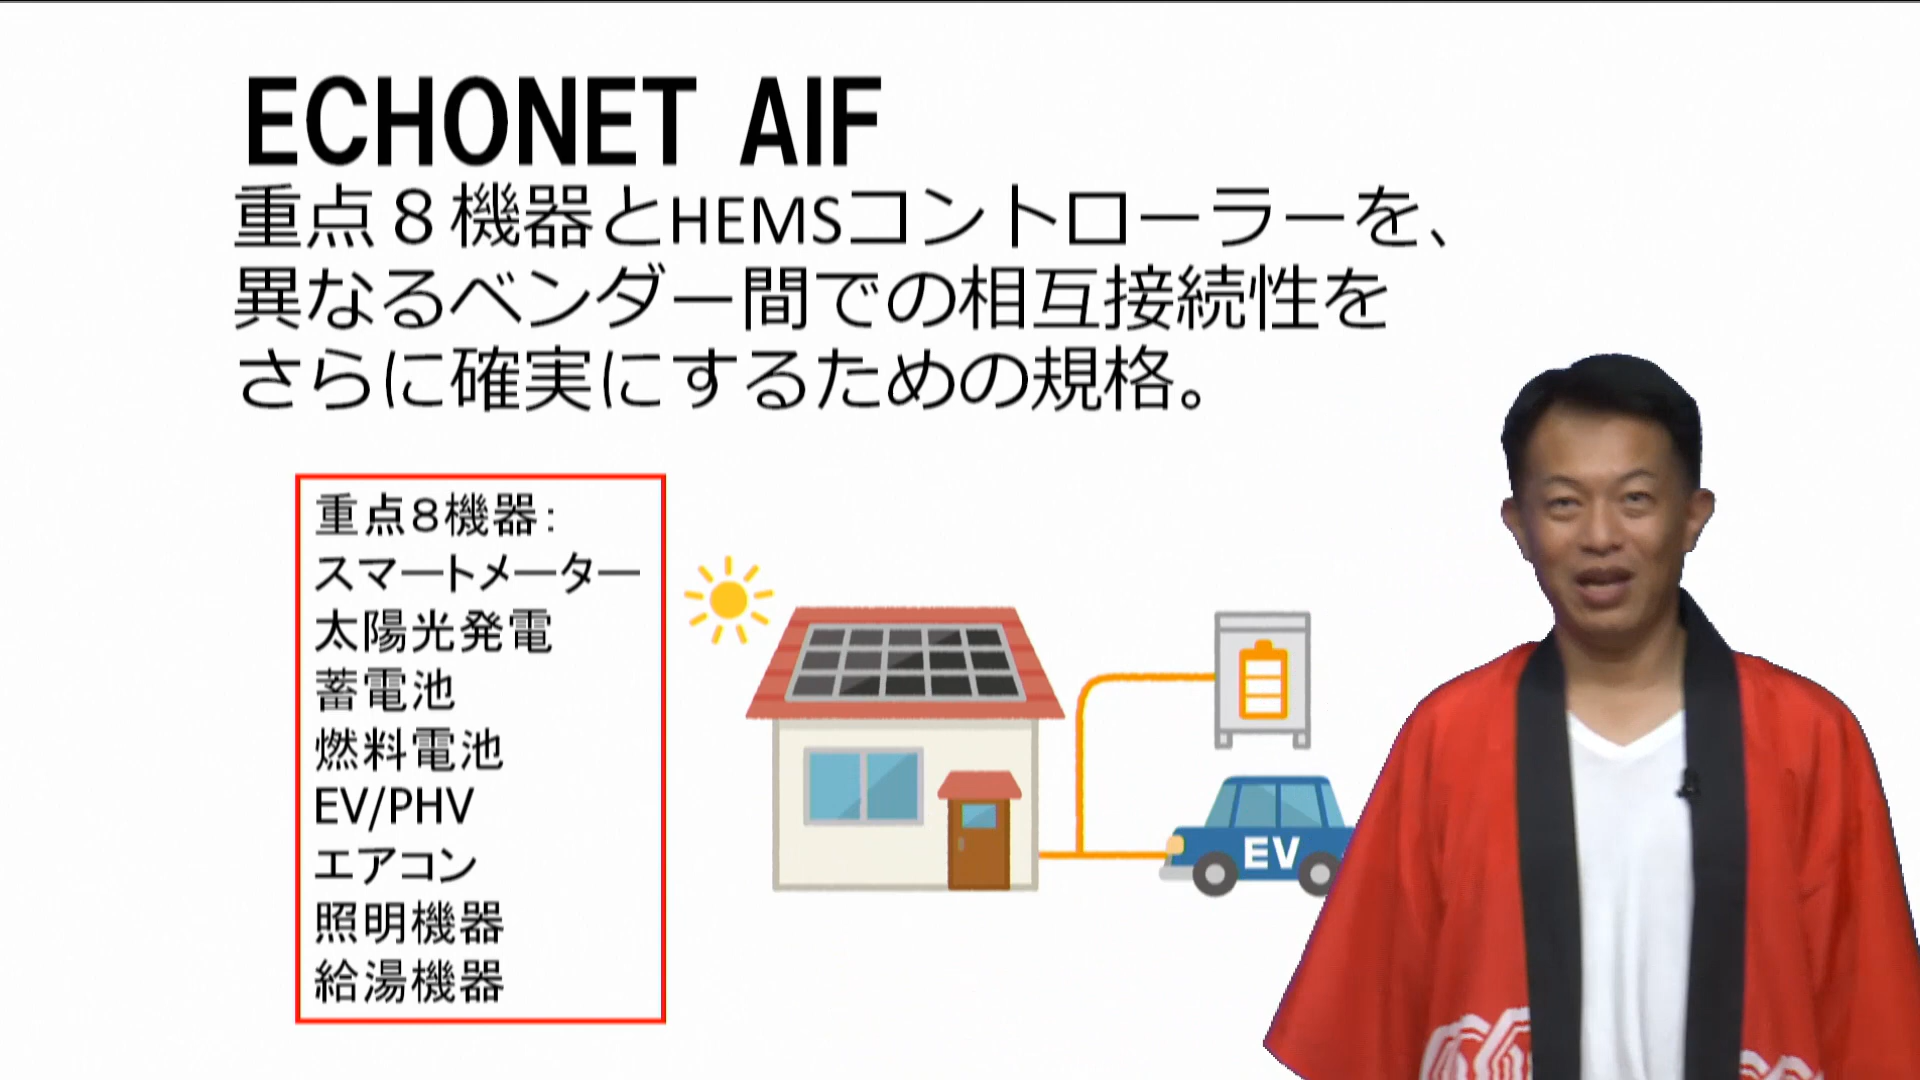 ECHONET AIF
重点８機器とHEMSコントローラーを、
異なるベンダー間での相互接続性を
さらに確実にするための規格。
重点８機器：
スマートメーター
太陽光発電
蓄電池
燃料電池
EV/PHV
エアコン
照明機器
給湯機器
EV